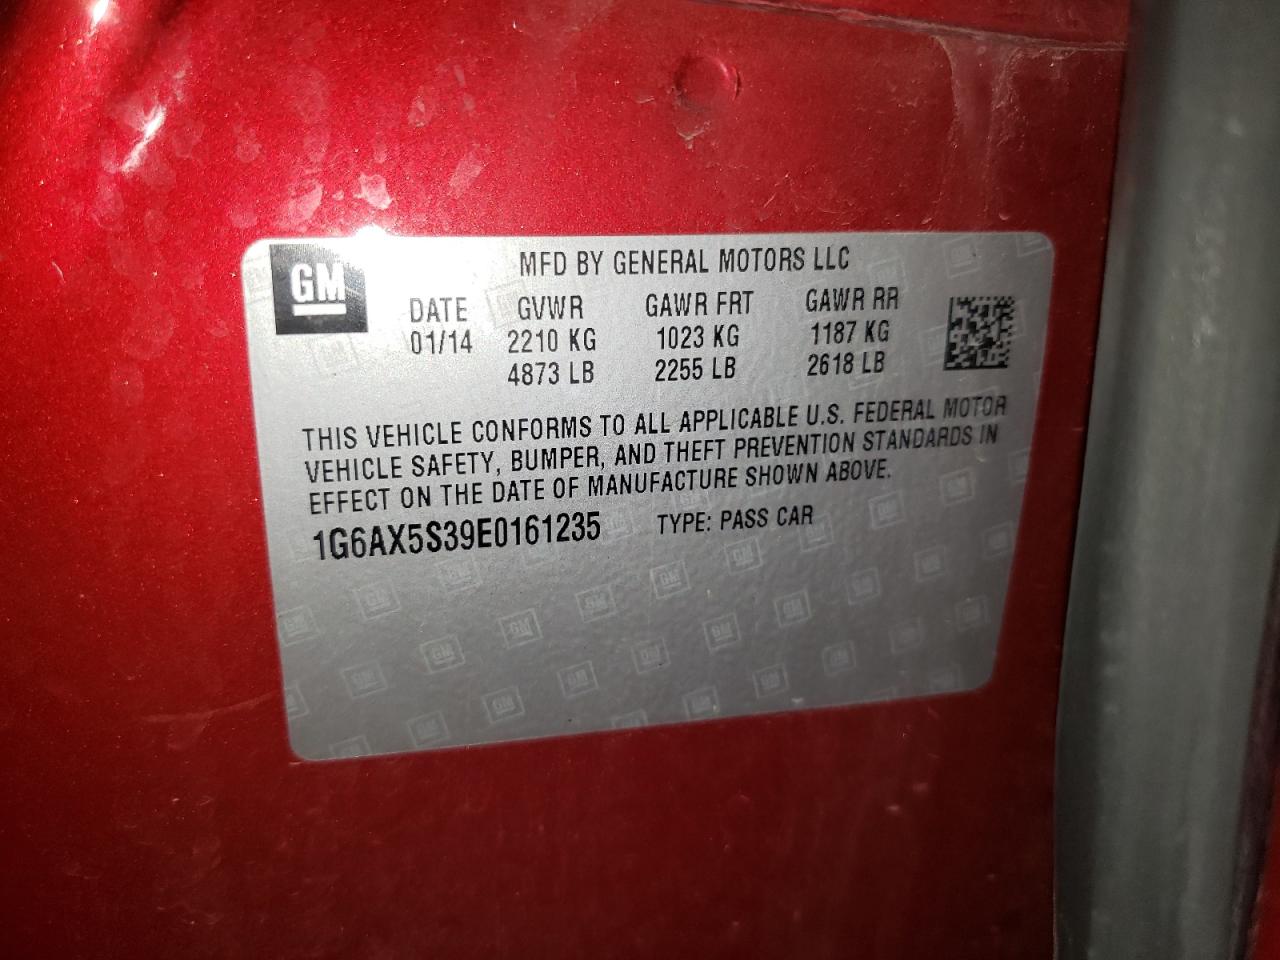 GM
MFD BY GENERAL MOTORS LLC
DATE GVWR GAWR FRT GAWR RR
01/14 2210 KG 1023 KG 1187 KG
4873 LB 2255 LB 2618 LB
THIS VEHICLE CONFORMS TO ALL APPLICABLE U.S. FEDERAL MOTOR
VEHICLE SAFETY, BUMPER, AND THEFT PREVENTION STANDARDS IN
EFFECT ON THE DATE OF MANUFACTURE SHOWN ABOVE.
1G6AX5S39E0161235 TYPE: PASS CAR